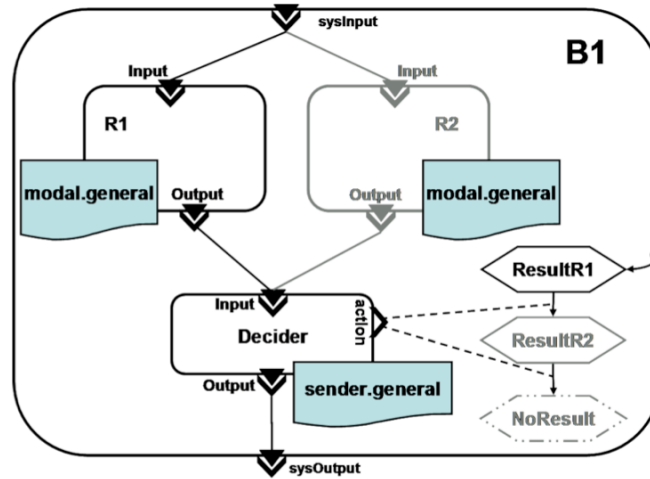 sysInput
B1
Input
Input
R1
R2
modal.general
Output
Output
modal.general
ResultR1
Input
action
Decider
ResultR2
Output
sender.general
NoResult
sysOutput